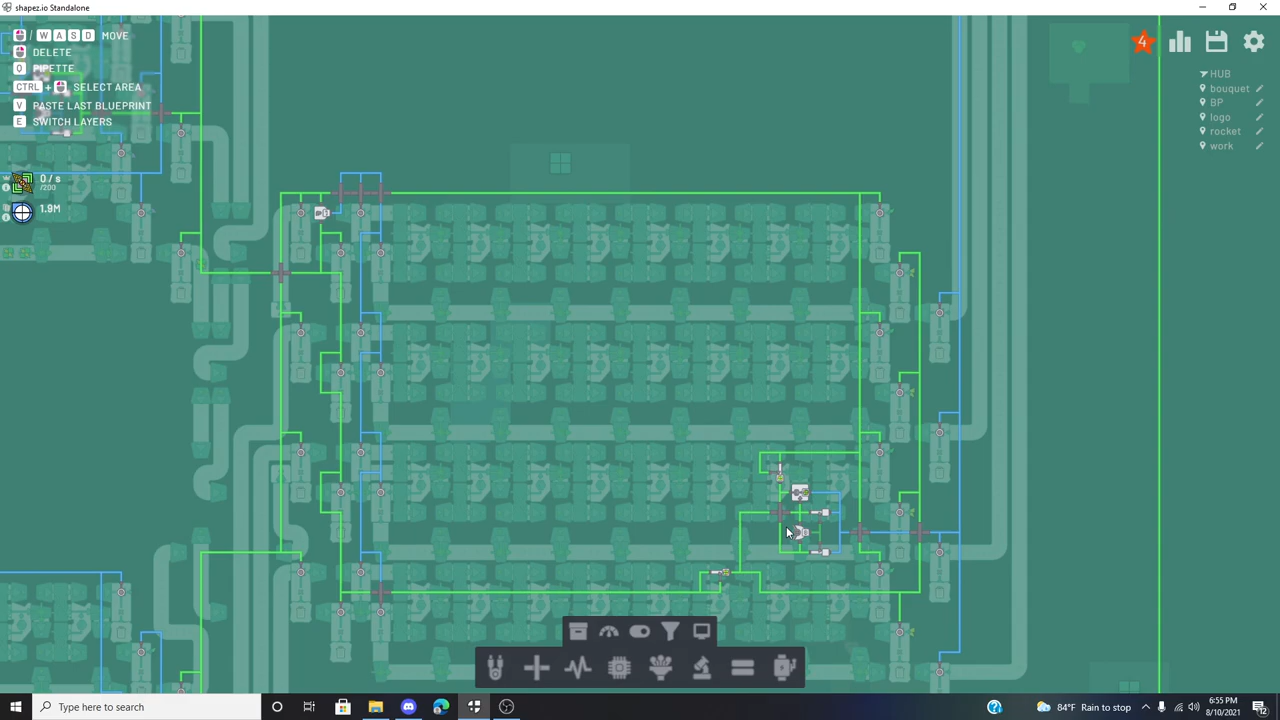 shapez.io Standalone
/ W A S D MOVE
DELETE
Q PIPETTE
CTRL + SELECT AREA
V PASTE LAST BLUEPRINT
E SWITCH LAYERS
0 / s
/200
1.9M
4
HUB
bouquet
BP
logo
rocket
work
Type here to search
84°F Rain to stop
6:55 PM
8/10/2021
12